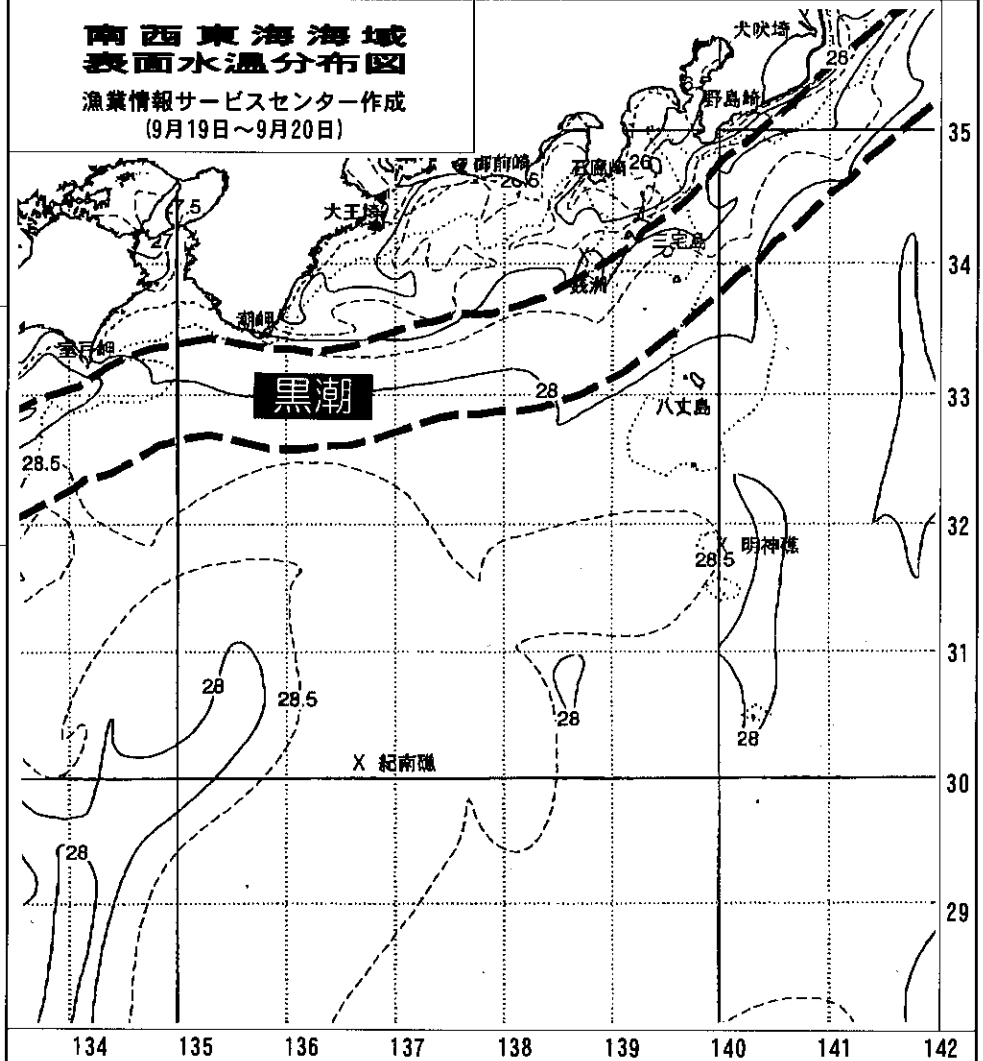 南西東海海域
表面水温分布図
漁業情報サービスセンター作成
(9月19日〜9月20日)
犬吠埼
28
野島崎
35
御前崎
石廊崎
26
大王埼
27
三宅島
34
銭洲
潮岬
室戸岬
黒潮
28
33
八丈島
28.5
32
明神礁
28.5
31
28
28.5
28
28
X 紀南礁
30
28
29
134 135 136 137 138 139 140 141 142